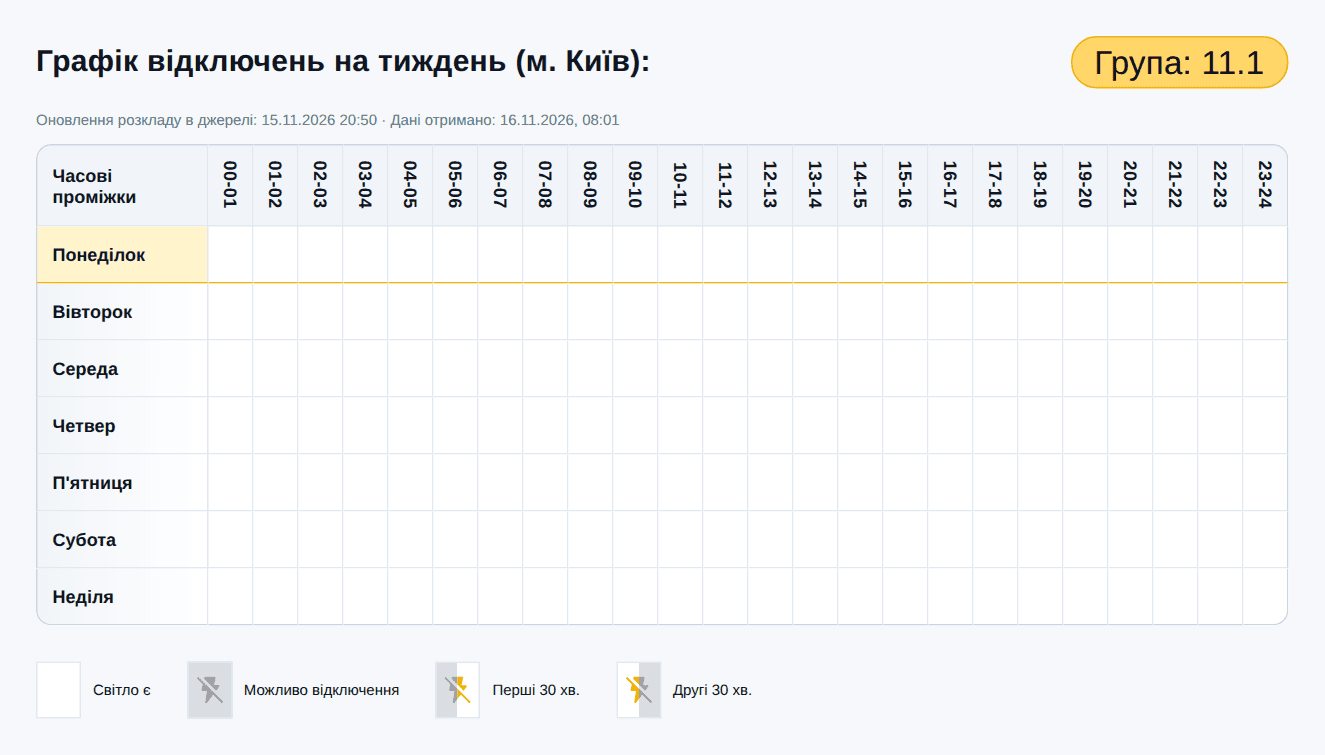 Графік відключень на тиждень (м. Київ):
Група: 11.1
Оновлення розкладу в джерелі: 15.11.2026 20:50 · Дані отримано: 16.11.2026, 08:01
Часові
проміжки
00-01
01-02
02-03
03-04
04-05
05-06
06-07
07-08
08-09
09-10
10-11
11-12
12-13
13-14
14-15
15-16
16-17
17-18
18-19
19-20
20-21
21-22
22-23
23-24
Понеділок
Вівторок
Середа
Четвер
П'ятниця
Субота
Неділя
Світло є
Можливо відключення
Перші 30 хв.
Другі 30 хв.